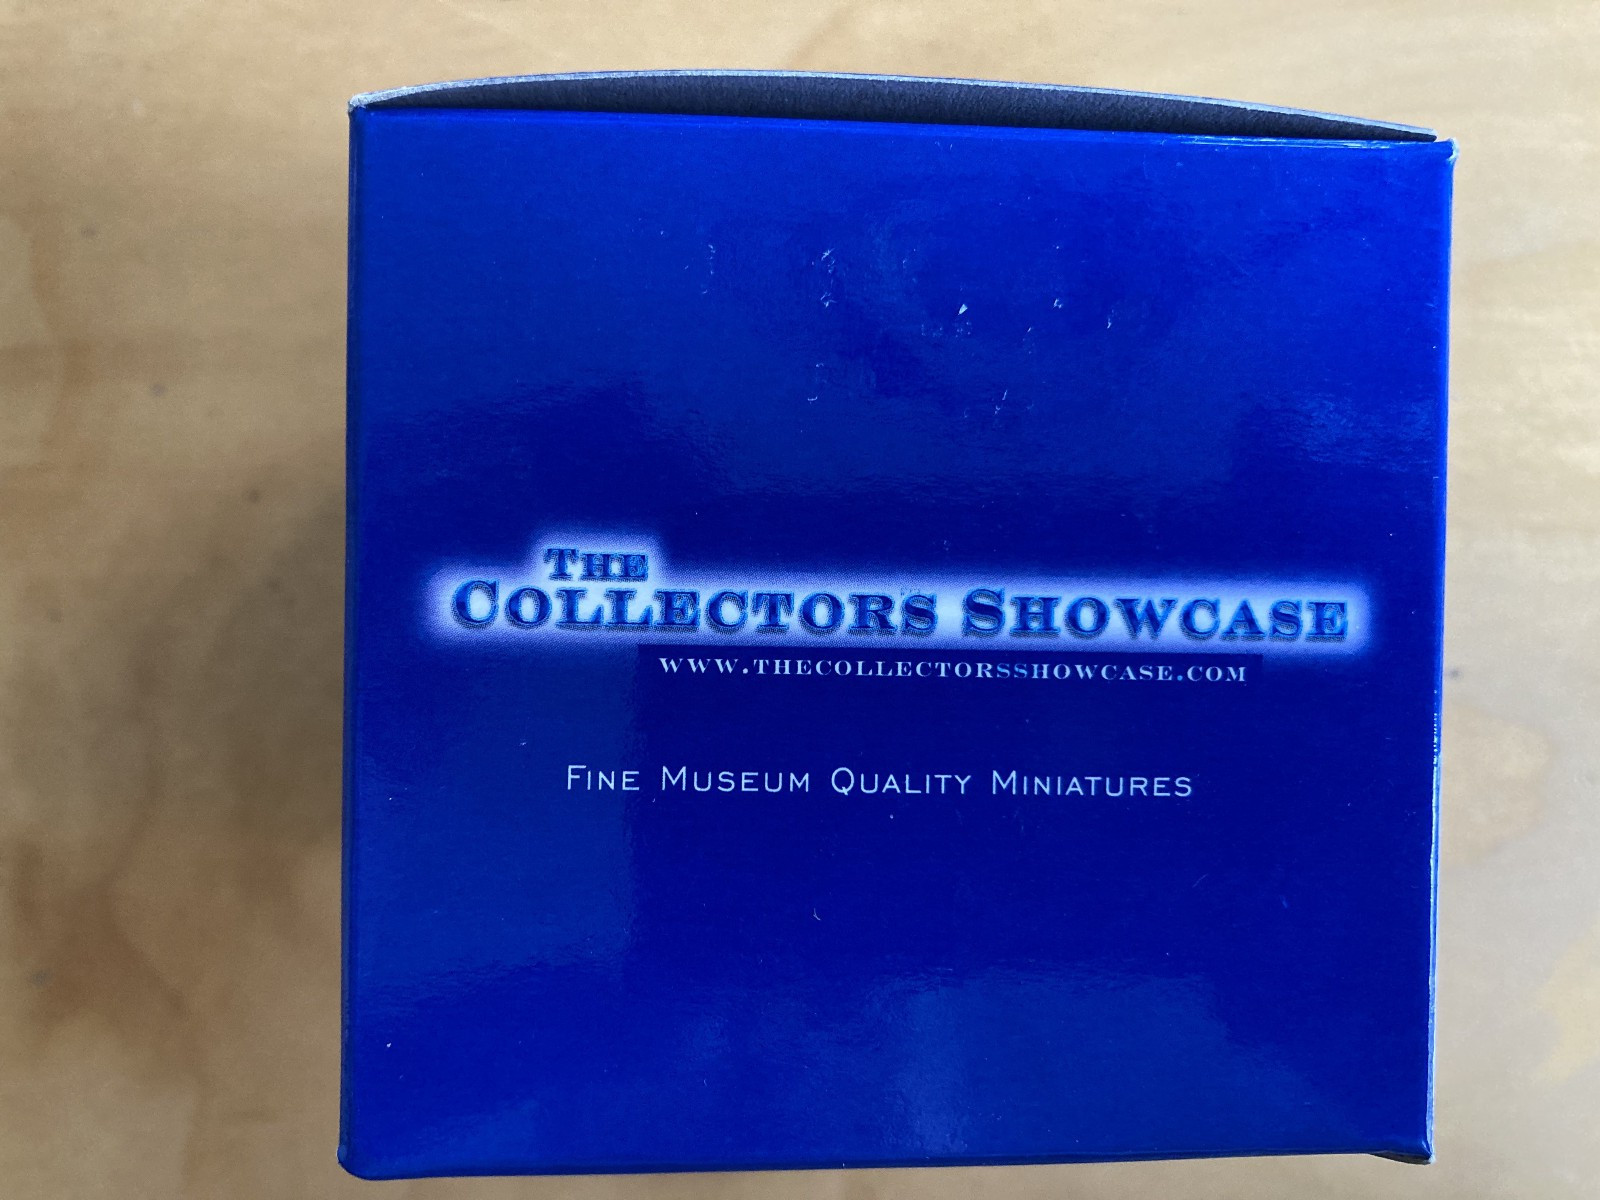 The
Collectors Showcase
www.thecollectorsshowcase.com
Fine Museum Quality Miniatures